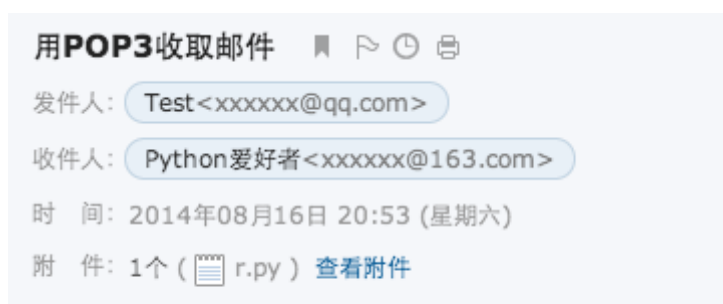 用POP3收取邮件
发件人: Test<xxxxxx@qq.com>
收件人: Python爱好者<xxxxxx@163.com>
时 间: 2014年08月16日 20:53 (星期六)
附 件: 1个 ( r.py ) 查看附件